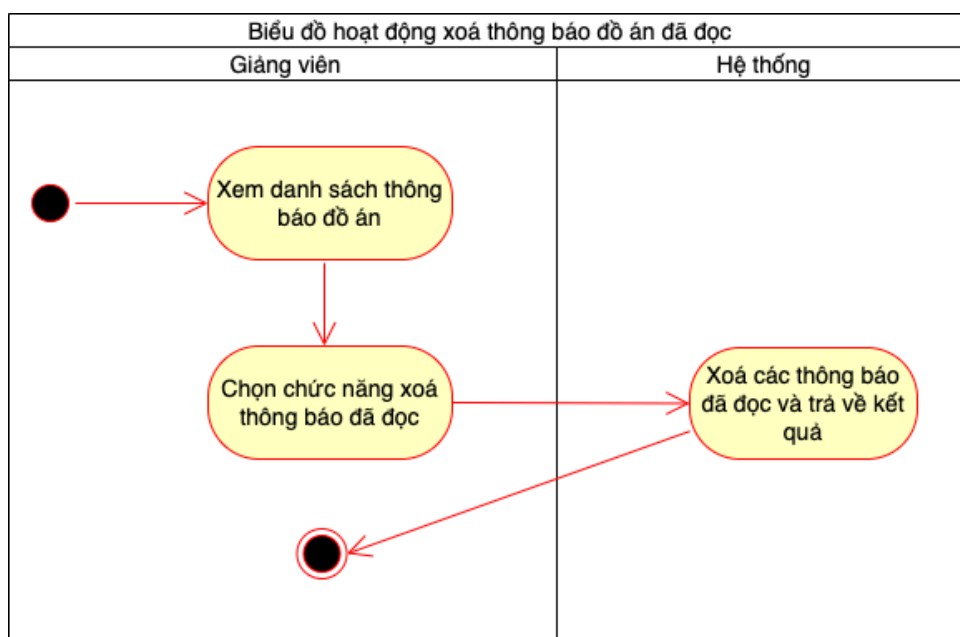 Biểu đồ hoạt động xoá thông báo đồ án đã đọc
Giảng viên
Hệ thống
Xem danh sách thông
báo đồ án
Chọn chức năng xoá
thông báo đã đọc
Xoá các thông báo
đã đọc và trả về kết
quả